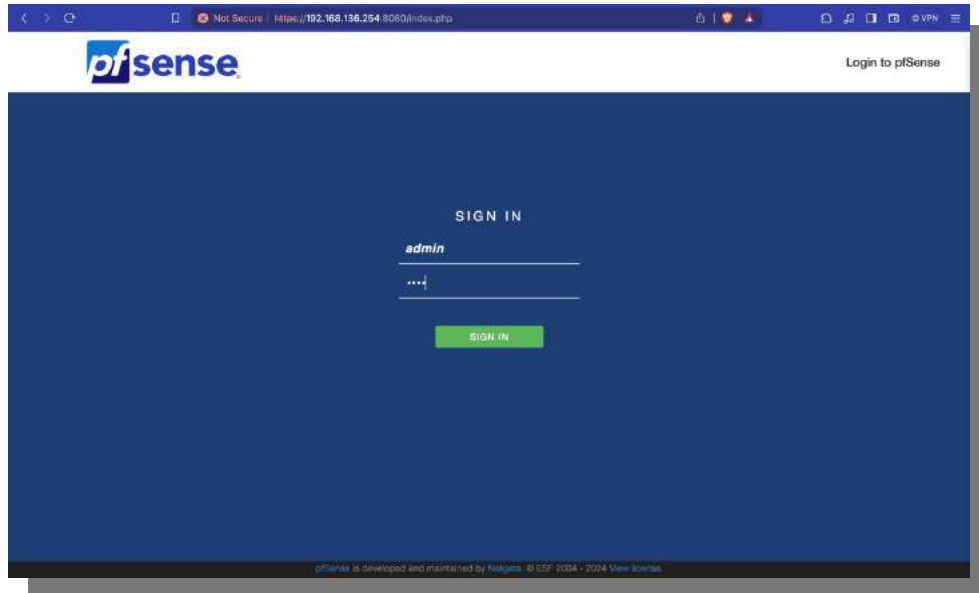 Not Secure https://192.168.136.254:8080/index.php
VPN
pfsense
Login to pfSense
SIGN IN
admin
••••
SIGN IN
pfSense is developed and maintained by Netgate. © ESF 2004 - 2024 View license.